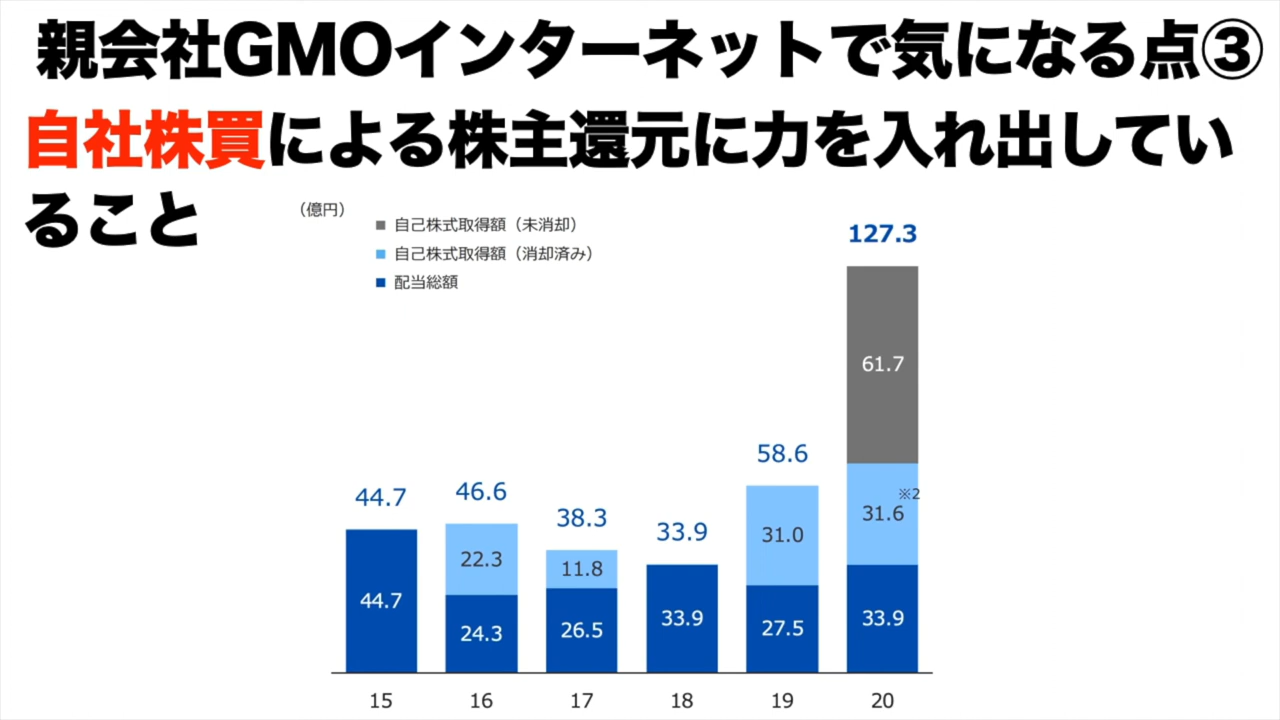 親会社GMOインターネットで気になる点③
自社株買による株主還元に力を入れ出してい
ること
（億円）
自己株式取得額（未消却）
自己株式取得額（消却済み）
配当総額
127.3
61.7
58.6
※2
31.6
44.7
46.6
38.3
33.9
31.0
22.3
11.8
44.7
24.3
26.5
33.9
27.5
33.9
15 16 17 18 19 20